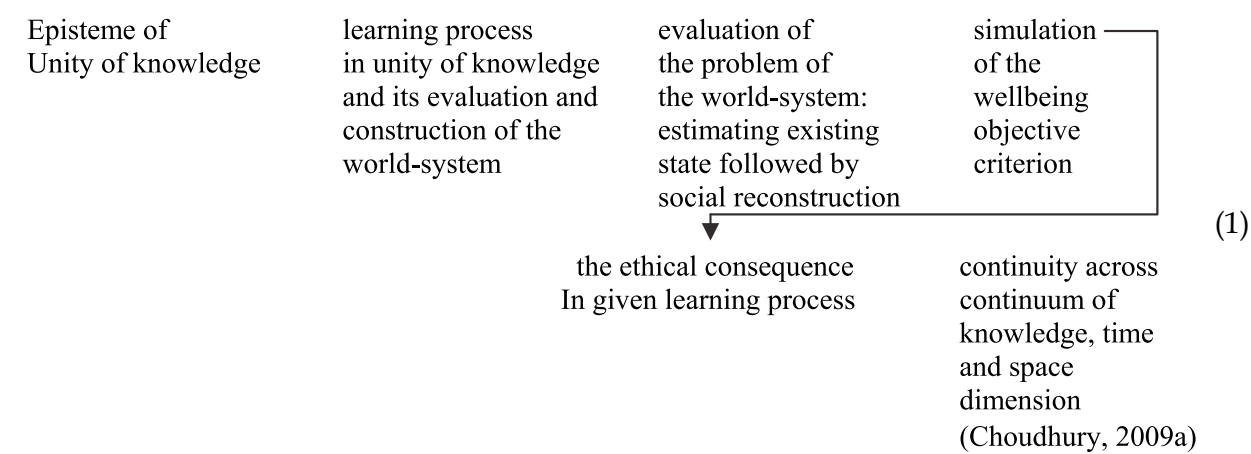 Episteme of
Unity of knowledge
learning process
in unity of knowledge
and its evaluation and
construction of the
world-system
evaluation of
the problem of
the world-system:
estimating existing
state followed by
social reconstruction
simulation
of the
wellbeing
objective
criterion
(1)
the ethical consequence
In given learning process
continuity across
continuum of
knowledge, time
and space
dimension
(Choudhury, 2009a)